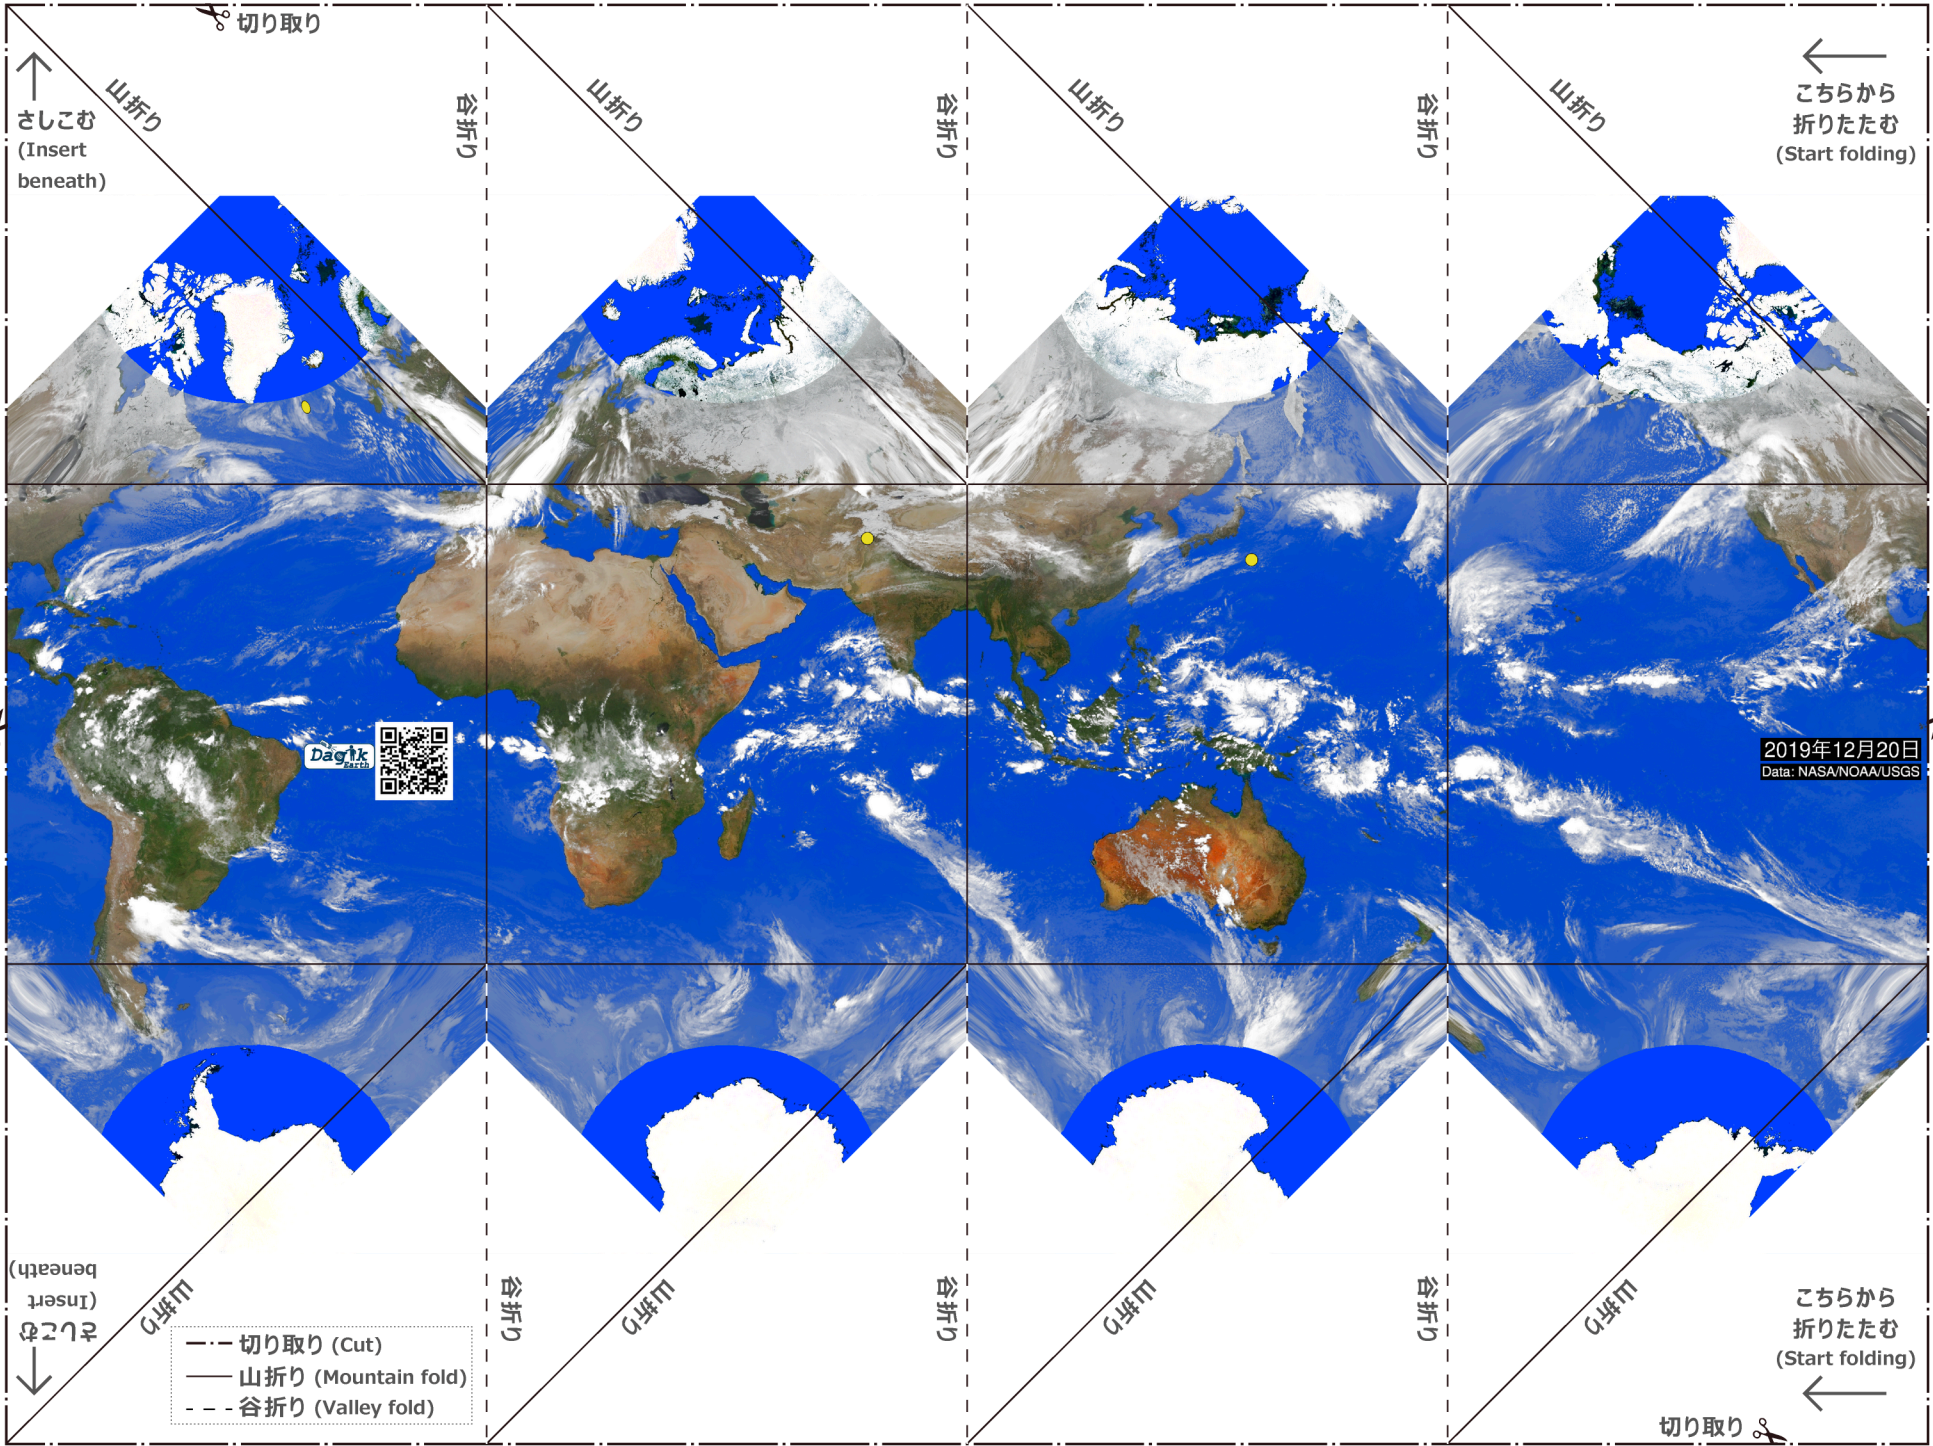 切り取り
山折り
谷折り
山折り
谷折り
山折り
谷折り
山折り
さしこむ
(Insert
beneath)
こちらから
折りたたむ
(Start folding)
Dagik
Earth
2019年12月20日
Data: NASA/NOAA/USGS
さしこむ
(Insert
beneath)
山折り
谷折り
山折り
谷折り
山折り
谷折り
山折り
切り取り (Cut)
山折り (Mountain fold)
谷折り (Valley fold)
こちらから
折りたたむ
(Start folding)
切り取り